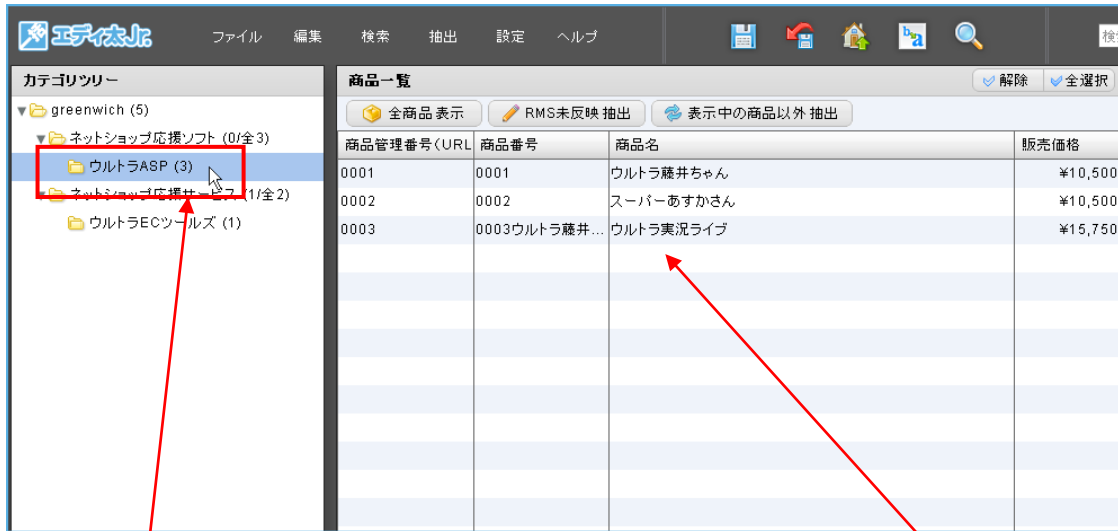 エディ太Jr. ファイル 編集 検索 抽出 設定 ヘルプ
カテゴリツリー
greenwich (5)
ネットショップ応援ソフト (0/全3)
ウルトラASP (3)
ネットショップ応援サービス (1/全2)
ウルトラECツールズ (1)
商品一覧 解除 全選択
全商品表示 RMS未反映 抽出 表示中の商品以外 抽出
商品管理番号(URL 商品番号 商品名 販売価格
0001 0001 ウルトラ藤井ちゃん ¥10,500
0002 0002 スーパーあすかさん ¥10,500
0003 0003ウルトラ藤井... ウルトラ実況ライブ ¥15,750